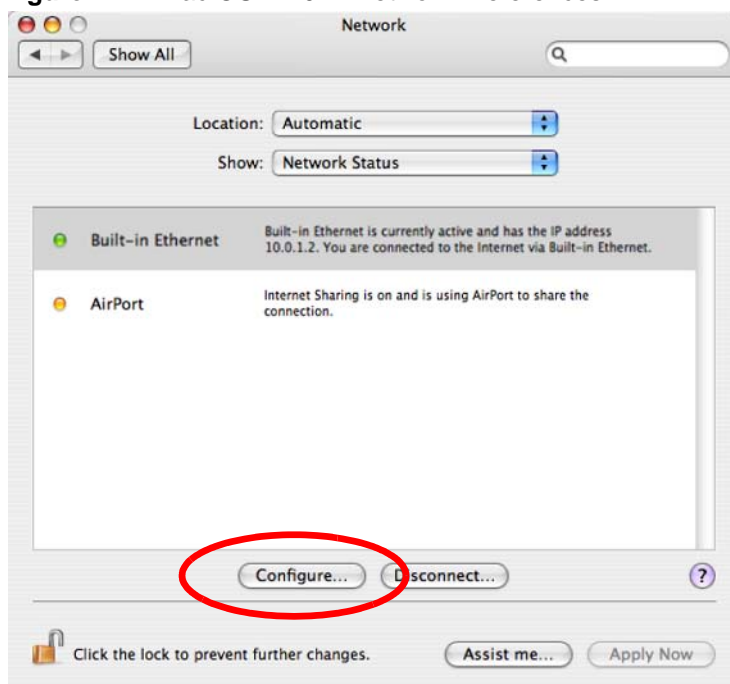 Network
Show All
Location: Automatic
Show: Network Status
Built-in Ethernet
Built-in Ethernet is currently active and has the IP address
10.0.1.2. You are connected to the Internet via Built-in Ethernet.
AirPort
Internet Sharing is on and is using AirPort to share the
connection.
Configure... Disconnect... ?
Click the lock to prevent further changes. Assist me... Apply Now